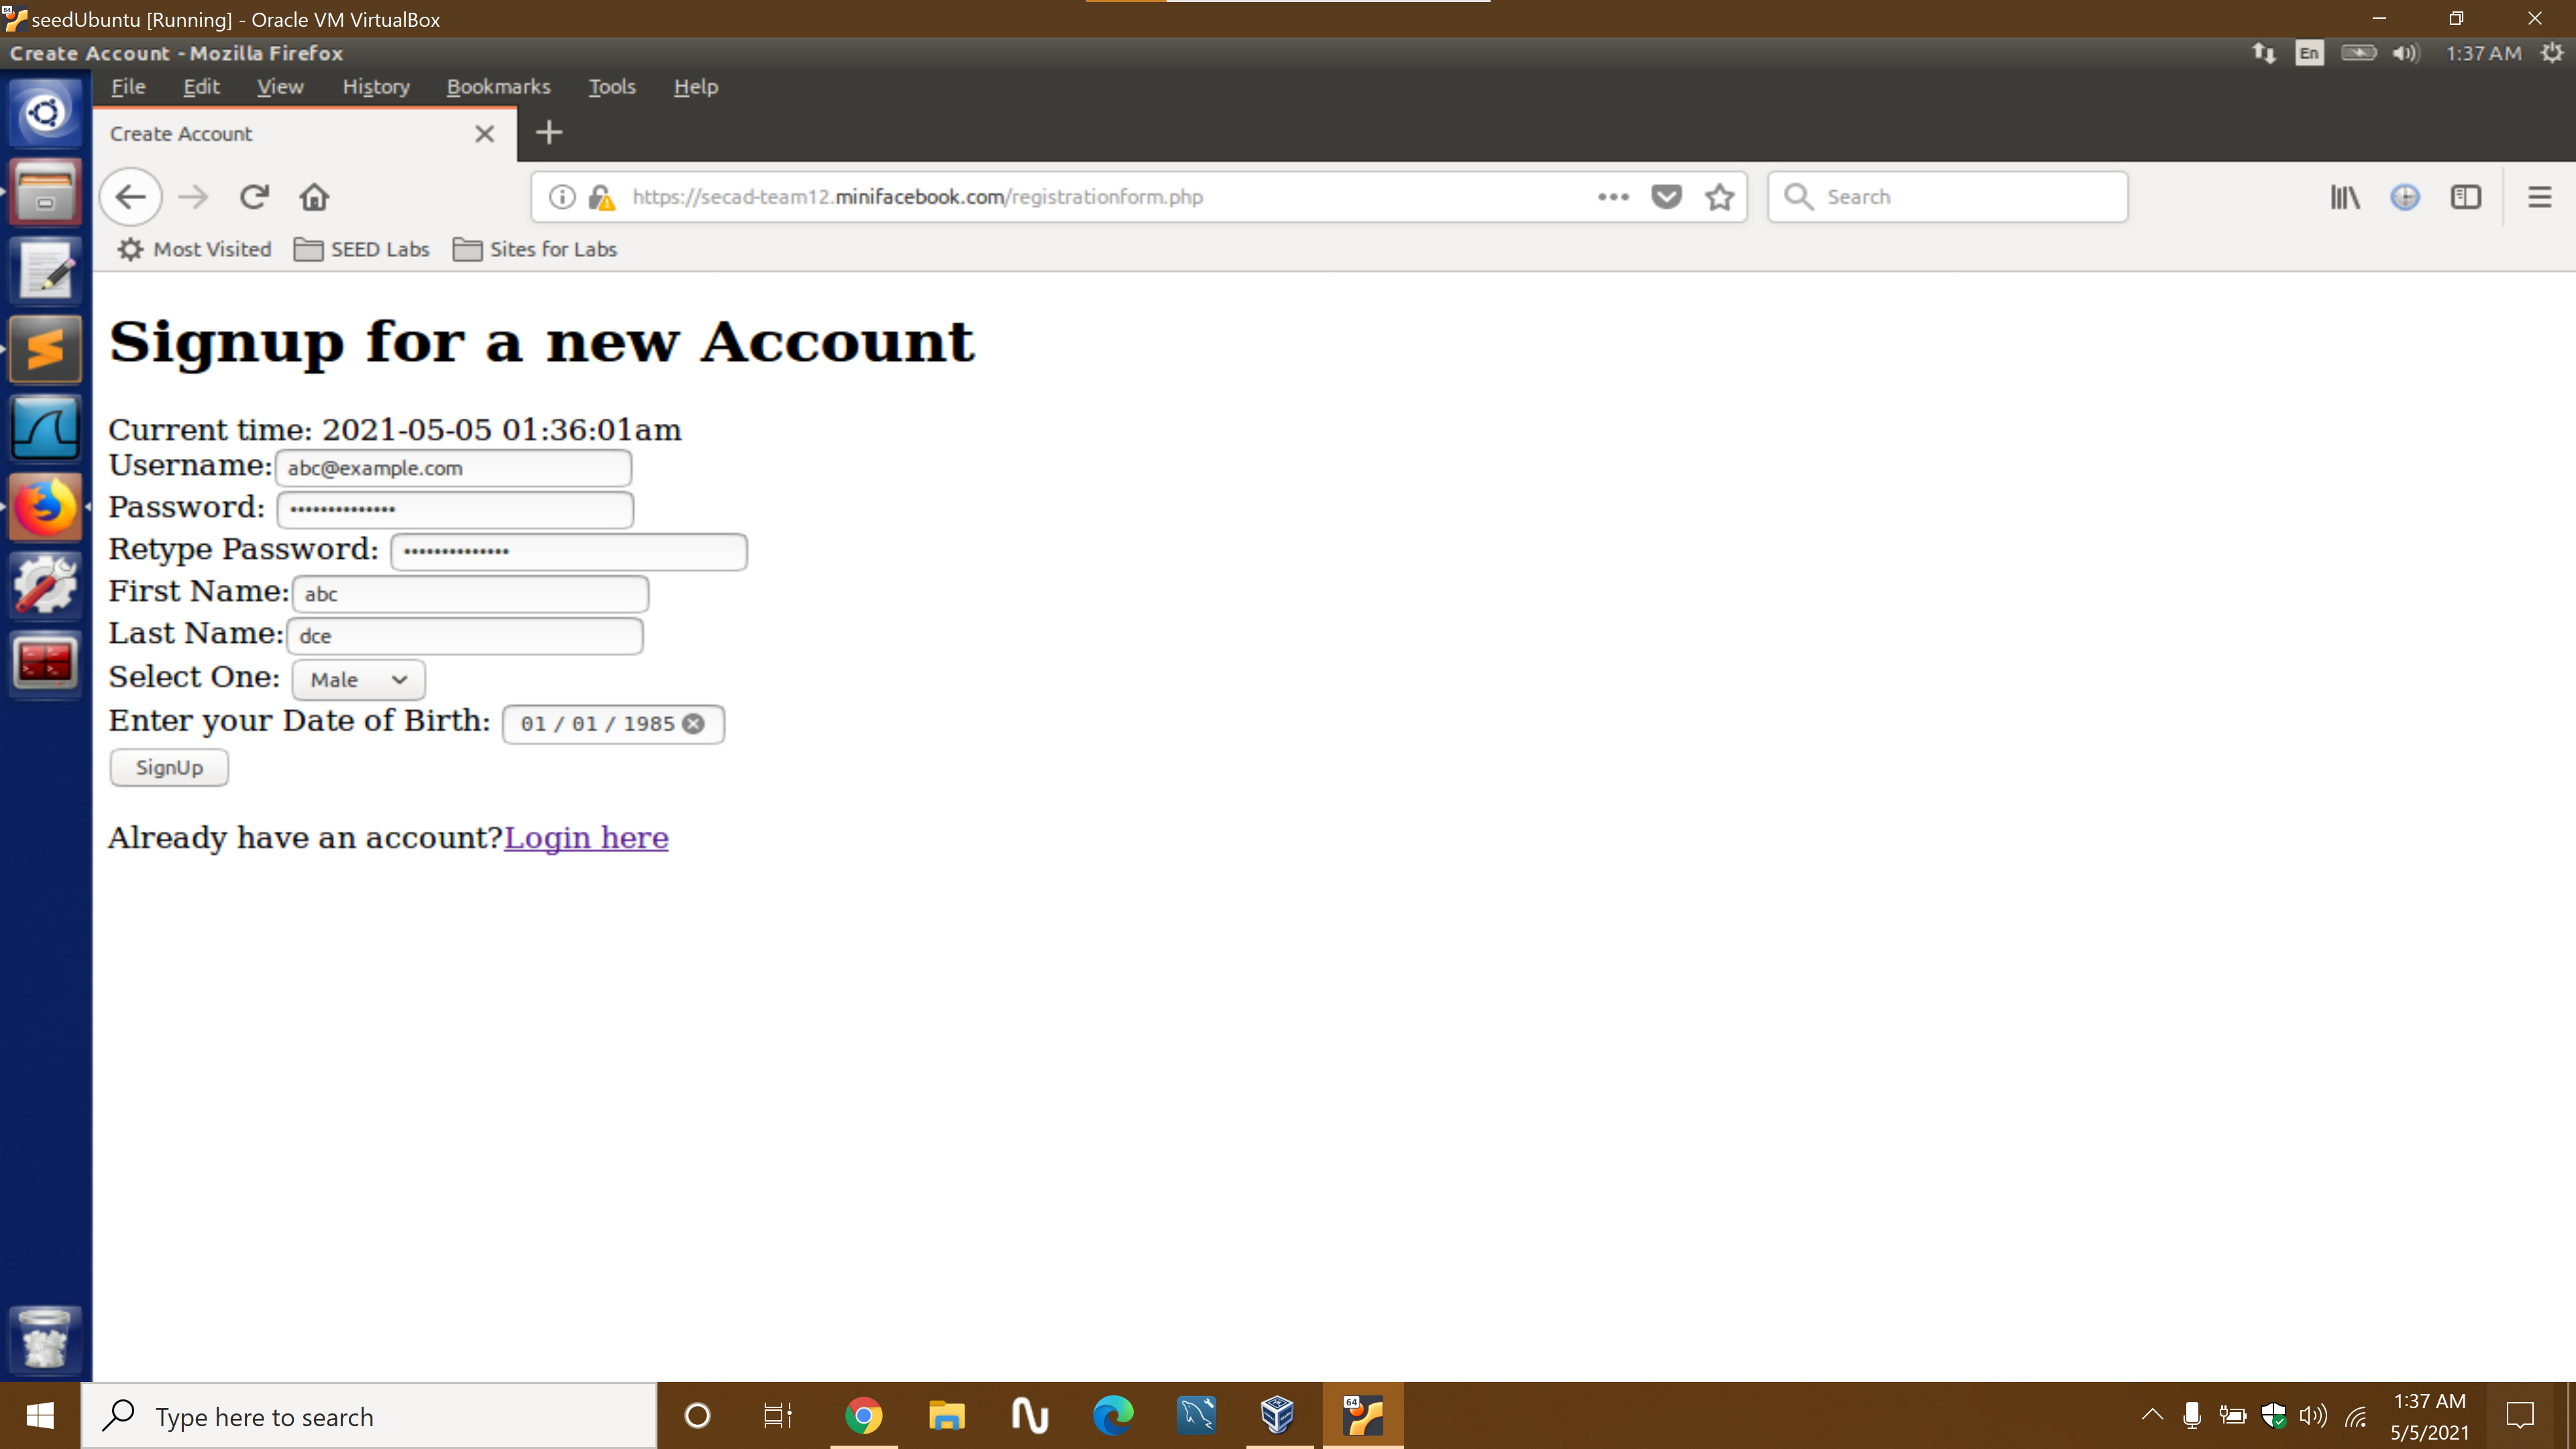 seedUbuntu [Running] - Oracle VM VirtualBox
Create Account - Mozilla Firefox
En
1:37 AM
File Edit View History Bookmarks Tools Help
Create Account
https://secad-team12.minifacebook.com/registrationform.php
Search
Most Visited SEED Labs Sites for Labs
Signup for a new Account
Current time: 2021-05-05 01:36:01am
Username: abc@example.com
Password: ••••••••••••••
Retype Password: ••••••••••••••
First Name: abc
Last Name: dce
Select One: Male
Enter your Date of Birth: 01 / 01 / 1985
SignUp
Already have an account?Login here
Type here to search
64
1:37 AM
5/5/2021